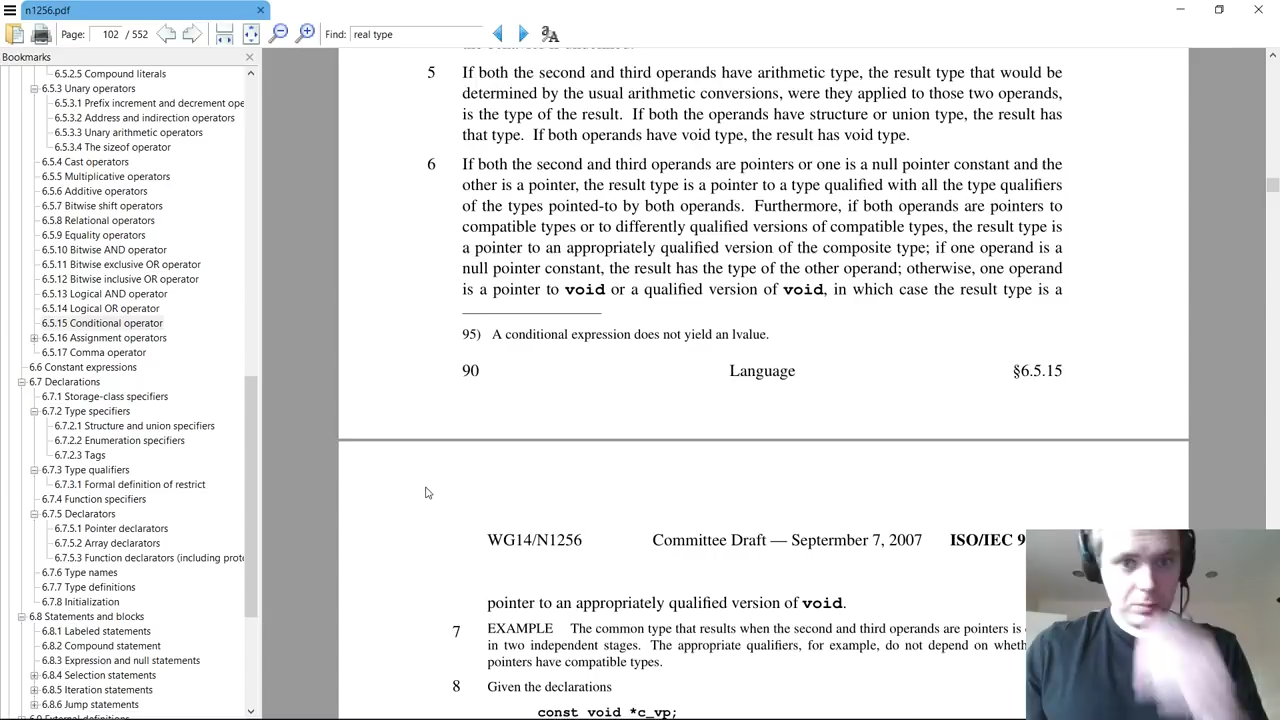 n1256.pdf
Page: 102 / 552 Find: real type
Bookmarks
6.5.2.5 Compound literals
6.5.3 Unary operators
6.5.3.1 Prefix increment and decrement ope
6.5.3.2 Address and indirection operators
6.5.3.3 Unary arithmetic operators
6.5.3.4 The sizeof operator
6.5.4 Cast operators
6.5.5 Multiplicative operators
6.5.6 Additive operators
6.5.7 Bitwise shift operators
6.5.8 Relational operators
6.5.9 Equality operators
6.5.10 Bitwise AND operator
6.5.11 Bitwise exclusive OR operator
6.5.12 Bitwise inclusive OR operator
6.5.13 Logical AND operator
6.5.14 Logical OR operator
6.5.15 Conditional operator
6.5.16 Assignment operators
6.5.17 Comma operator
6.6 Constant expressions
6.7 Declarations
6.7.1 Storage-class specifiers
6.7.2 Type specifiers
6.7.2.1 Structure and union specifiers
6.7.2.2 Enumeration specifiers
6.7.2.3 Tags
6.7.3 Type qualifiers
6.7.3.1 Formal definition of restrict
6.7.4 Function specifiers
6.7.5 Declarators
6.7.5.1 Pointer declarators
6.7.5.2 Array declarators
6.7.5.3 Function declarators (including proto
6.7.6 Type names
6.7.7 Type definitions
6.7.8 Initialization
6.8 Statements and blocks
6.8.1 Labeled statements
6.8.2 Compound statement
6.8.3 Expression and null statements
6.8.4 Selection statements
6.8.5 Iteration statements
6.8.6 Jump statements
5 If both the second and third operands have arithmetic type, the result type that would be
determined by the usual arithmetic conversions, were they applied to those two operands,
is the type of the result. If both the operands have structure or union type, the result has
that type. If both operands have void type, the result has void type.
6 If both the second and third operands are pointers or one is a null pointer constant and the
other is a pointer, the result type is a pointer to a type qualified with all the type qualifiers
of the types pointed-to by both operands. Furthermore, if both operands are pointers to
compatible types or to differently qualified versions of compatible types, the result type is
a pointer to an appropriately qualified version of the composite type; if one operand is a
null pointer constant, the result has the type of the other operand; otherwise, one operand
is a pointer to void or a qualified version of void, in which case the result type is a
95) A conditional expression does not yield an lvalue.
90 Language §6.5.15
WG14/N1256 Committee Draft — Septermber 7, 2007 ISO/IEC 9
pointer to an appropriately qualified version of void.
7 EXAMPLE The common type that results when the second and third operands are pointers is
in two independent stages. The appropriate qualifiers, for example, do not depend on wheth
pointers have compatible types.
8 Given the declarations
const void *c_vp;